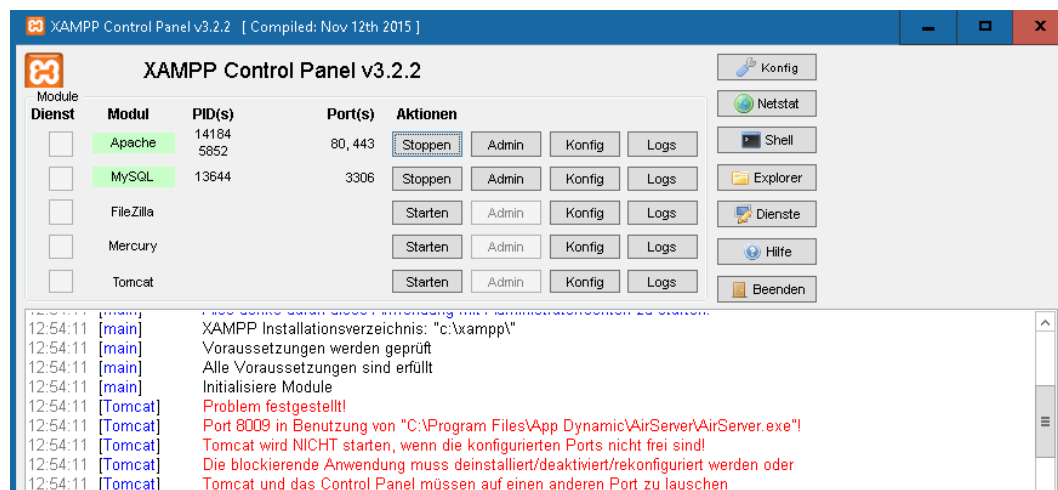 XAMPP Control Panel v3.2.2 [ Compiled: Nov 12th 2015 ]
XAMPP Control Panel v3.2.2
Konfig
Netstat
Shell
Explorer
Dienste
Hilfe
Beenden
Module
Dienst Modul PID(s) Port(s) Aktionen
Apache 14184 5852 80, 443 Stoppen Admin Konfig Logs
MySQL 13644 3306 Stoppen Admin Konfig Logs
FileZilla Starten Admin Konfig Logs
Mercury Starten Admin Konfig Logs
Tomcat Starten Admin Konfig Logs
12:54:11 [main] XAMPP Installationsverzeichnis: "c:\xampp\"
12:54:11 [main] Voraussetzungen werden geprüft
12:54:11 [main] Alle Voraussetzungen sind erfüllt
12:54:11 [main] Initialisiere Module
12:54:11 [Tomcat] Problem festgestellt!
12:54:11 [Tomcat] Port 8009 in Benutzung von "C:\Program Files\App Dynamic\AirServer\AirServer.exe"!
12:54:11 [Tomcat] Tomcat wird NICHT starten, wenn die konfigurierten Ports nicht frei sind!
12:54:11 [Tomcat] Die blockierende Anwendung muss deinstalliert/deaktiviert/rekonfiguriert werden oder
12:54:11 [Tomcat] Tomcat und das Control Panel müssen auf einen anderen Port zu lauschen